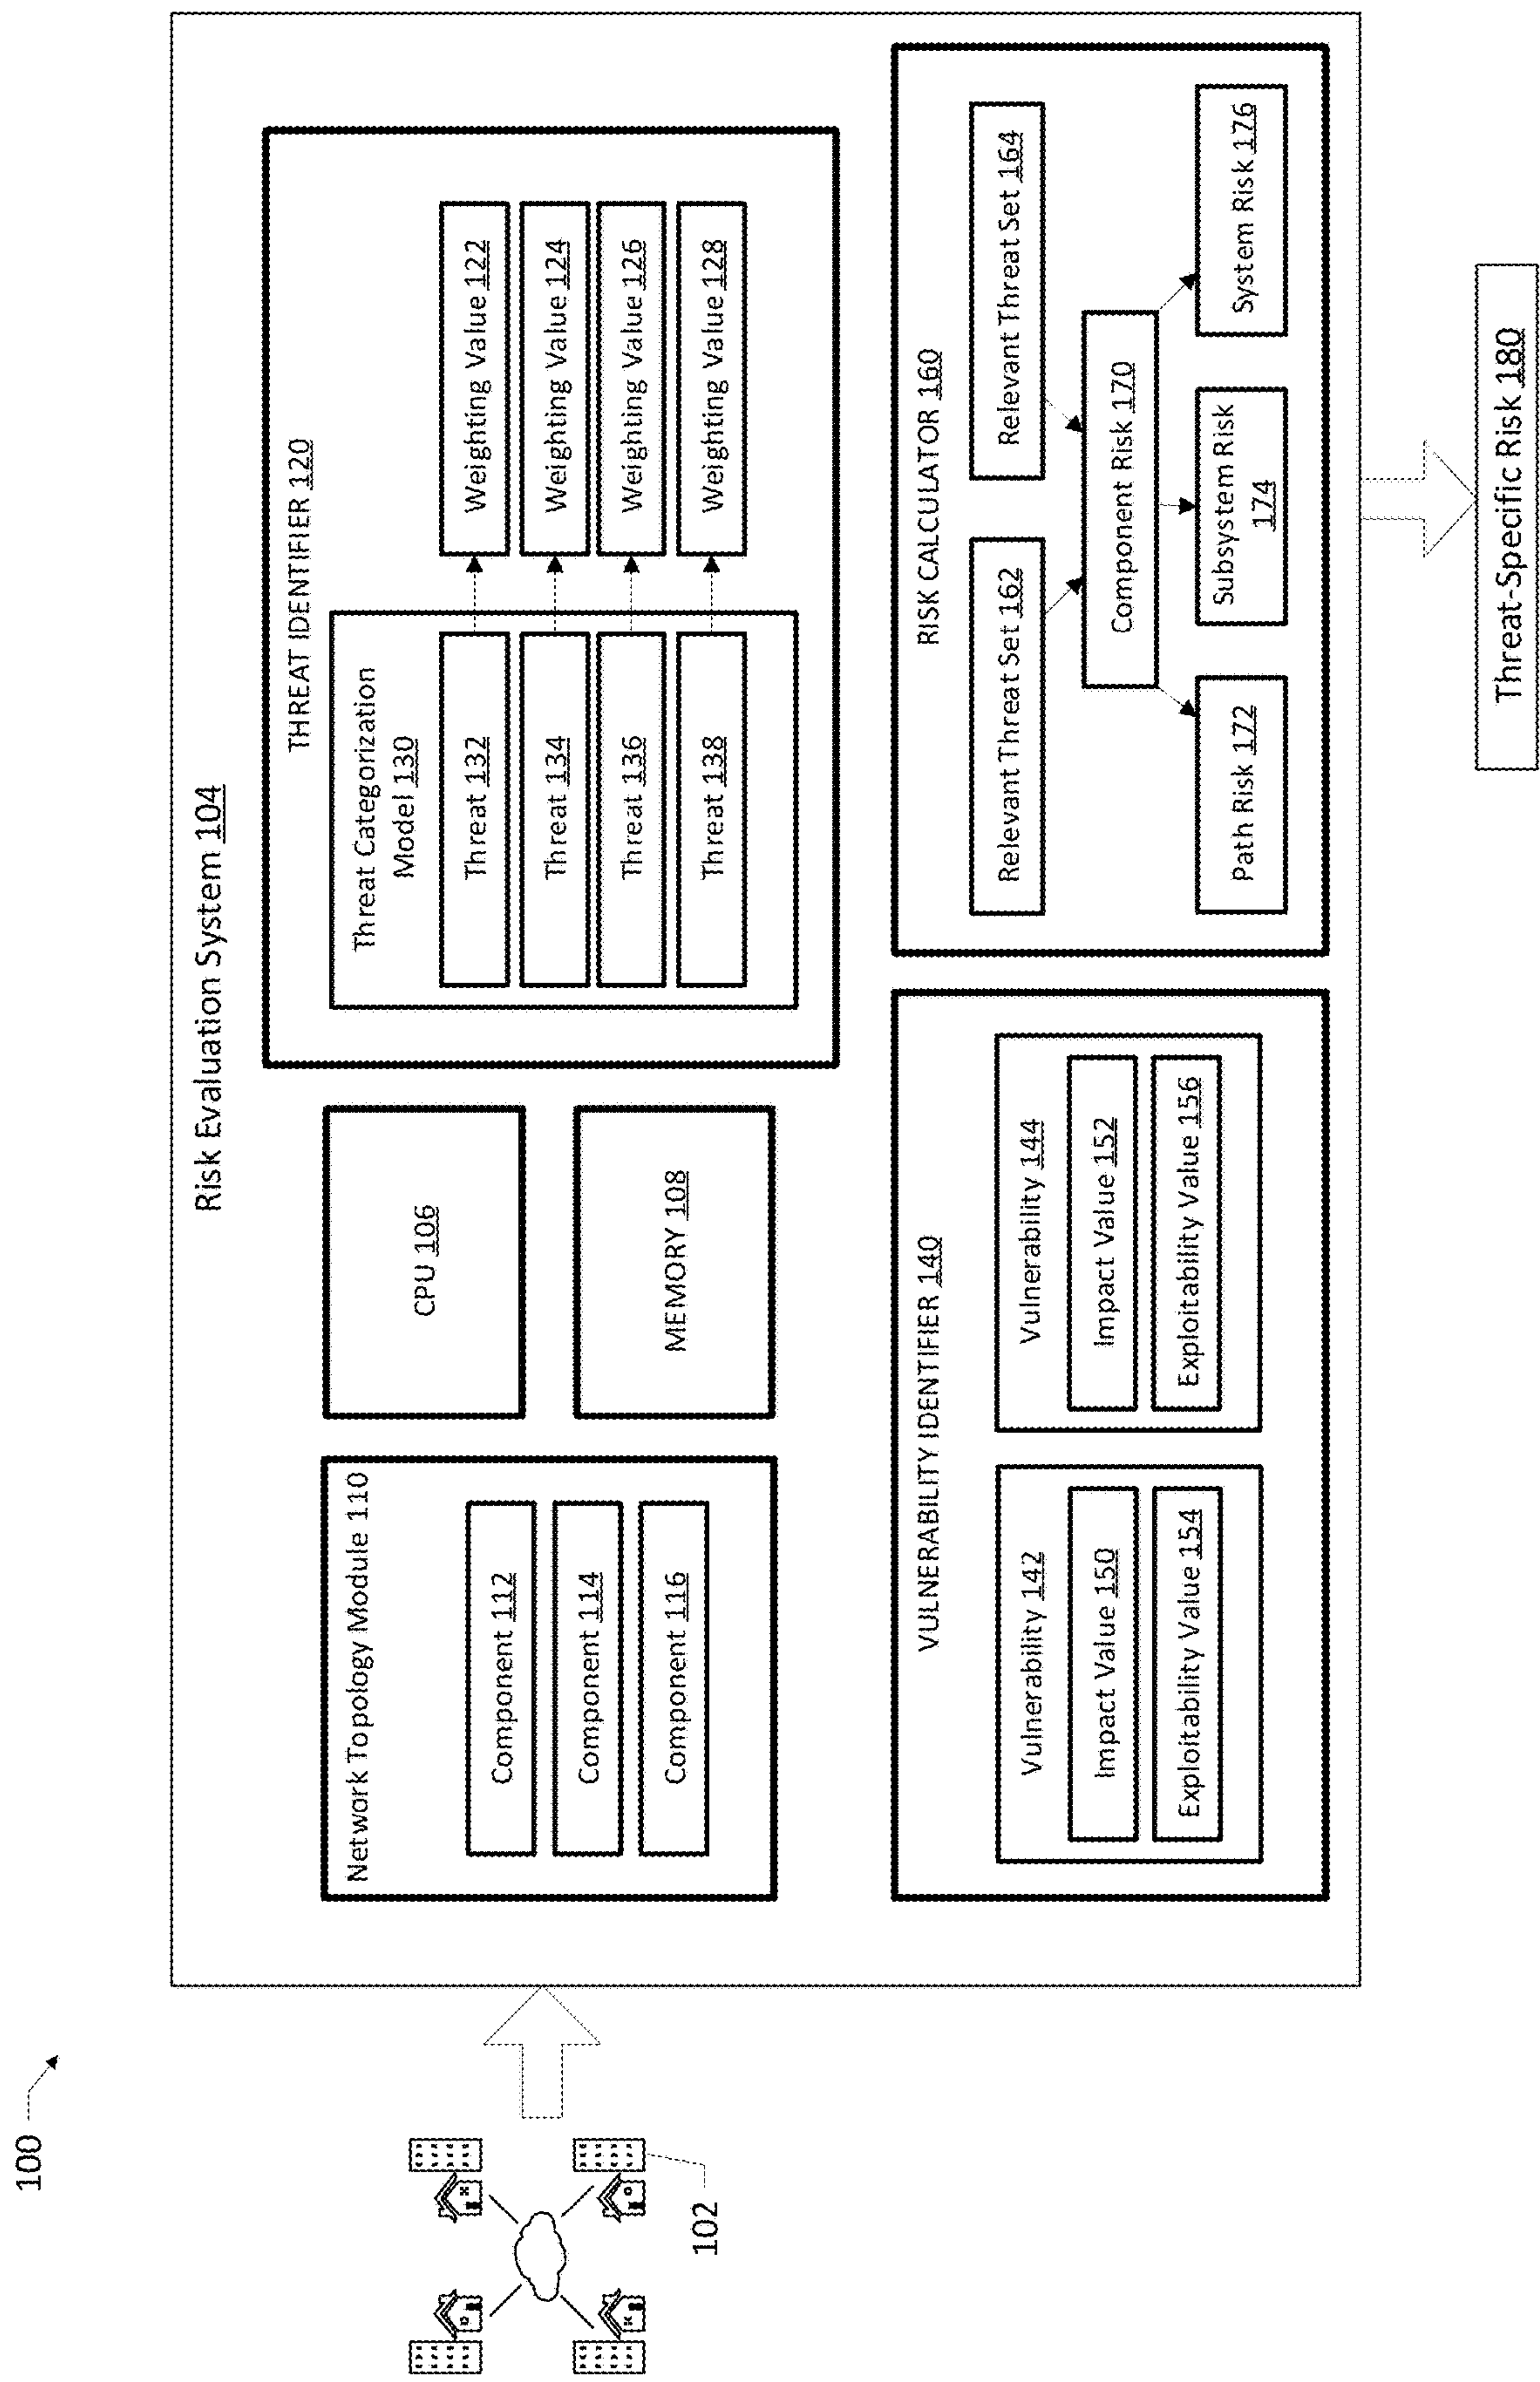 100
Risk Evaluation System 104
102
Network Topology Module 110
Component 112
Component 114
Component 116
CPU 106
MEMORY 108
THREAT IDENTIFIER 120
Threat Categorization
Model 130
Threat 132
Weighting Value 122
Threat 134
Weighting Value 124
Threat 136
Weighting Value 126
Threat 138
Weighting Value 128
VULNERABILITY IDENTIFIER 140
Vulnerability 142
Impact Value 150
Exploitability Value 154
Vulnerability 144
Impact Value 152
Exploitability Value 156
RISK CALCULATOR 160
Relevant Threat Set 162
Relevant Threat Set 164
Component Risk 170
Path Risk 172
Subsystem Risk
174
System Risk 176
Threat-Specific Risk 180